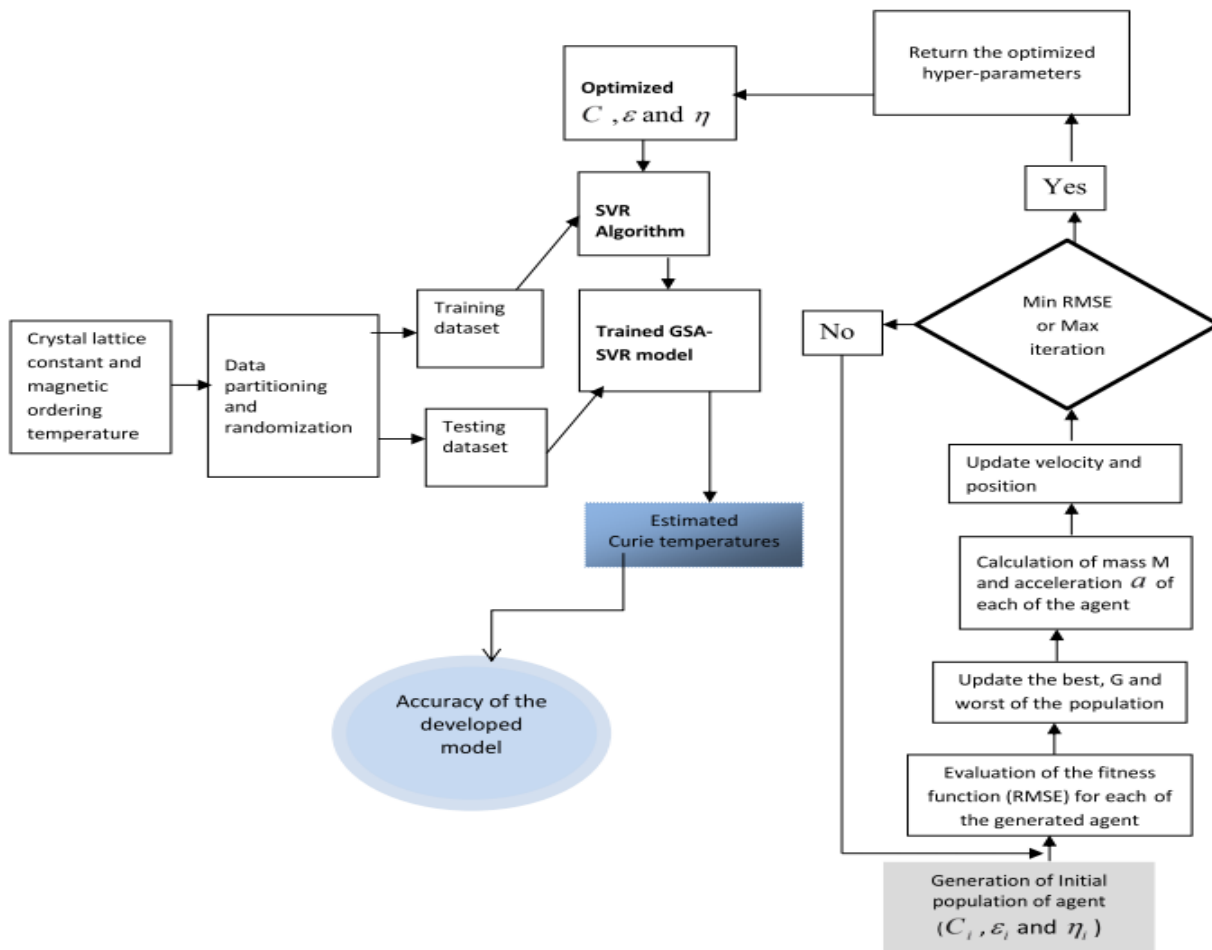 Return the optimized
hyper-parameters
Optimized
C , ε and η
Yes
SVR
Algorithm
Min RMSE
or Max
iteration
No
Training
dataset
Trained GSA-
SVR model
Crystal lattice
constant and
magnetic
ordering
temperature
Data
partitioning
and
randomization
Testing
dataset
Update velocity and
position
Estimated
Curie temperatures
Calculation of mass M
and acceleration a of
each of the agent
Accuracy of the
developed
model
Update the best, G and
worst of the population
Evaluation of the fitness
function (RMSE) for each of
the generated agent
Generation of Initial
population of agent
( C_i , ε_i and η_i )